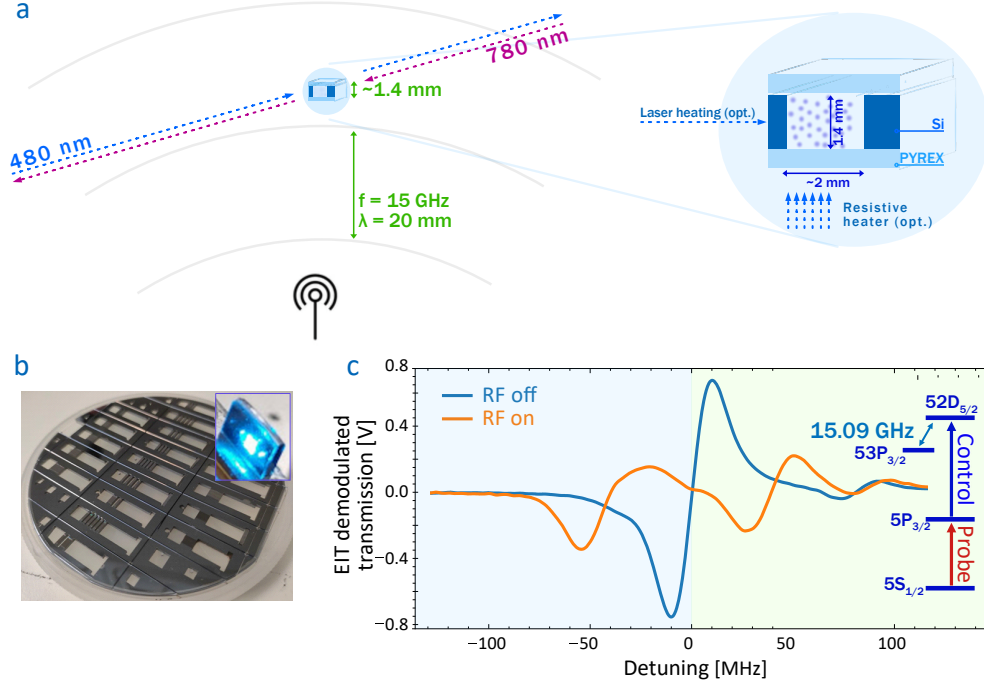 a
480 nm
780 nm
~1.4 mm
f = 15 GHz
λ = 20 mm
Laser heating (opt.)
1.4 mm
Si
PYREX
~2 mm
Resistive
heater (opt.)
b
c
EIT demodulated
transmission [V]
0.8
0.4
0.0
−0.4
−0.8
RF off
RF on
52D5/2
15.09 GHz
53P3/2
Control
5P3/2
Probe
5S1/2
−100
−50
0
50
100
Detuning [MHz]